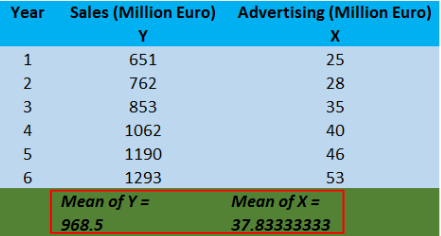 Year Sales (Million Euro) Advertising (Million Euro)
Y X
1 651 25
2 762 28
3 853 35
4 1062 40
5 1190 46
6 1293 53
Mean of Y = Mean of X =
968.5 37.83333333